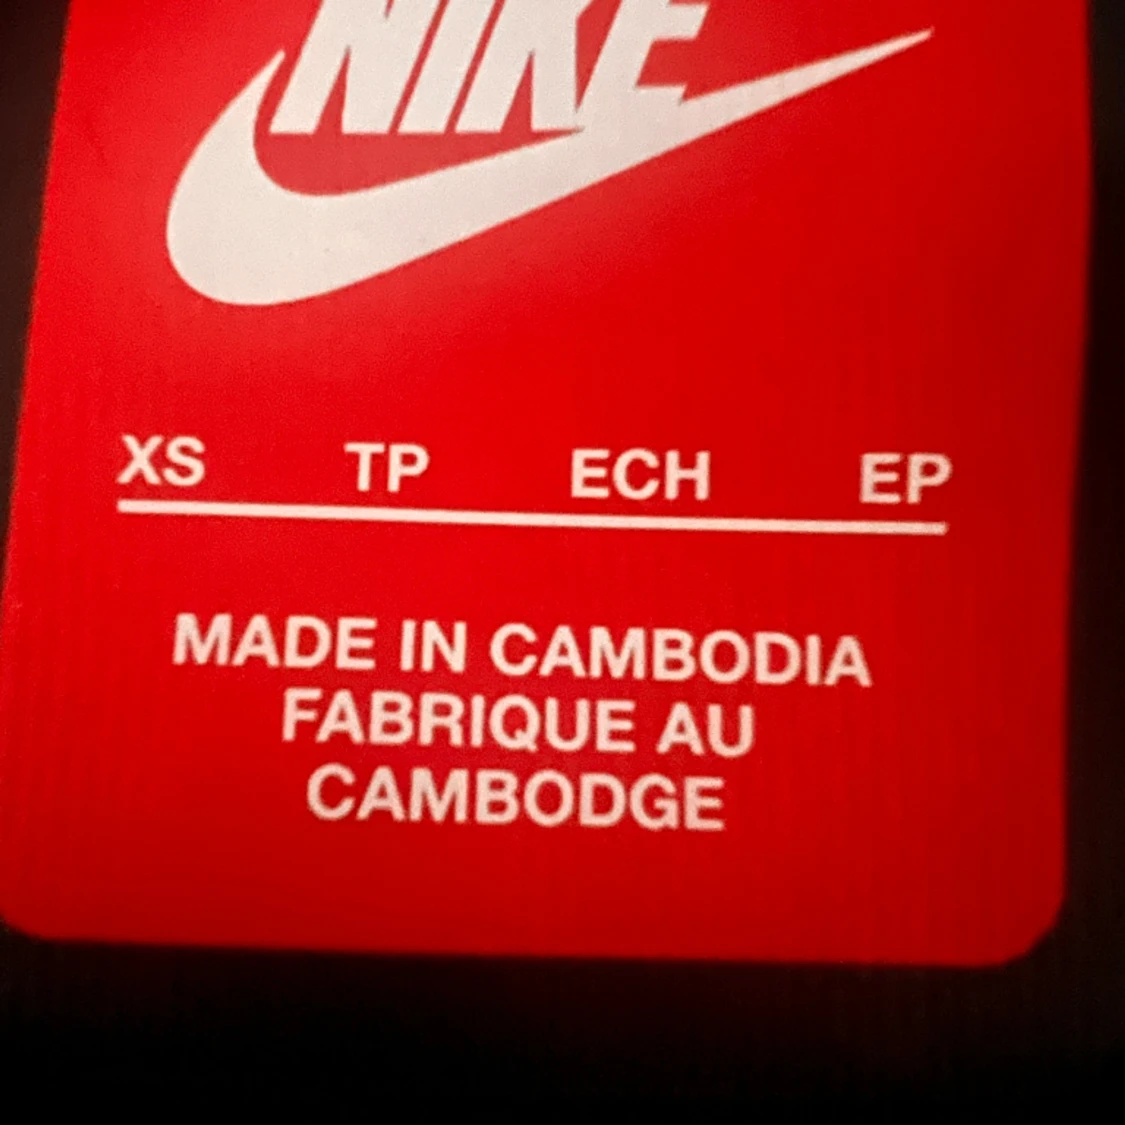 NIKE
XS TP ECH EP
MADE IN CAMBODIA
FABRIQUE AU
CAMBODGE